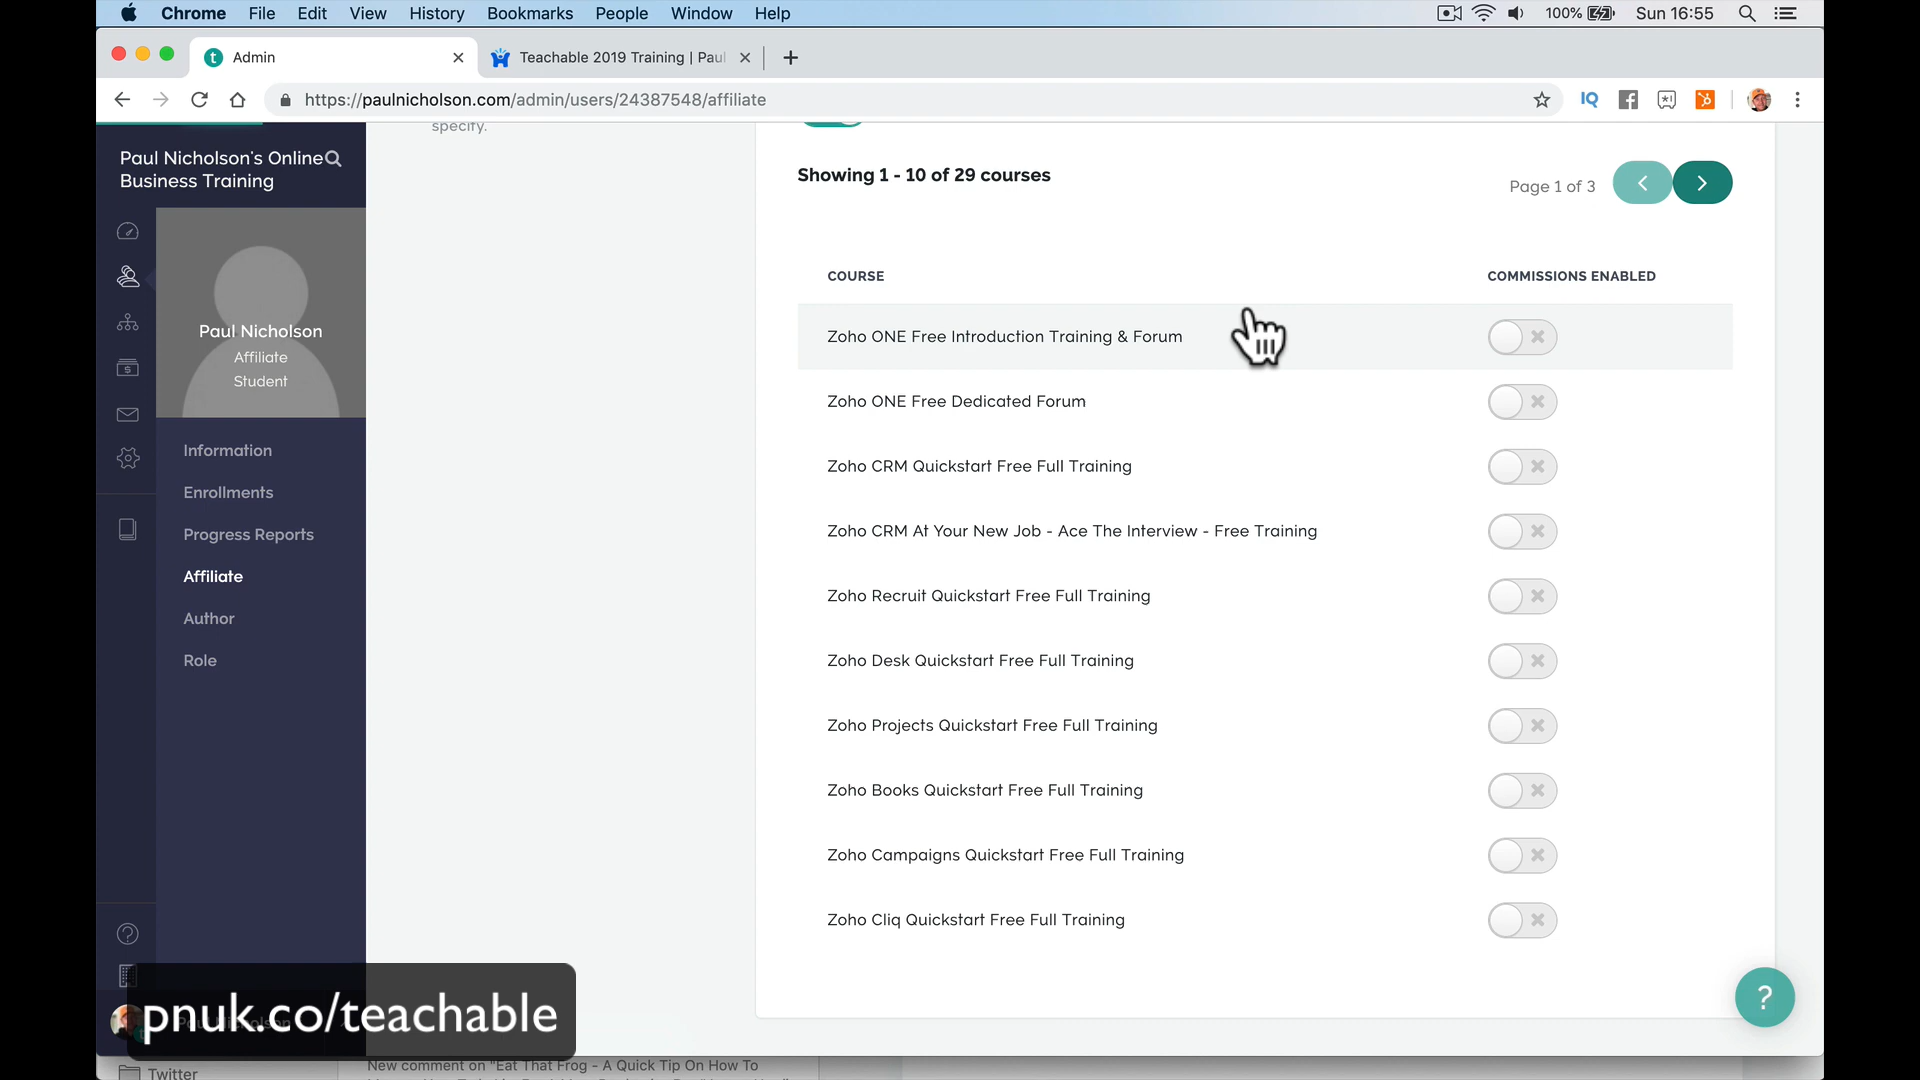 Chrome File Edit View History Bookmarks People Window Help 100% Sun 16:55
Admin
Teachable 2019 Training | Pau
https://paulnicholson.com/admin/users/24387548/affiliate
IQ
specify.
Paul Nicholson's Online
Business Training
Showing 1 - 10 of 29 courses
Page 1 of 3
Paul Nicholson
Affiliate
Student
Information
Enrollments
Progress Reports
Affiliate
Author
Role
COURSE COMMISSIONS ENABLED
Zoho ONE Free Introduction Training & Forum
Zoho ONE Free Dedicated Forum
Zoho CRM Quickstart Free Full Training
Zoho CRM At Your New Job - Ace The Interview - Free Training
Zoho Recruit Quickstart Free Full Training
Zoho Desk Quickstart Free Full Training
Zoho Projects Quickstart Free Full Training
Zoho Books Quickstart Free Full Training
Zoho Campaigns Quickstart Free Full Training
Zoho Cliq Quickstart Free Full Training
?
pnuk.co/teachable
Twitter
New comment on "Eat That Frog - A Quick Tip On How To